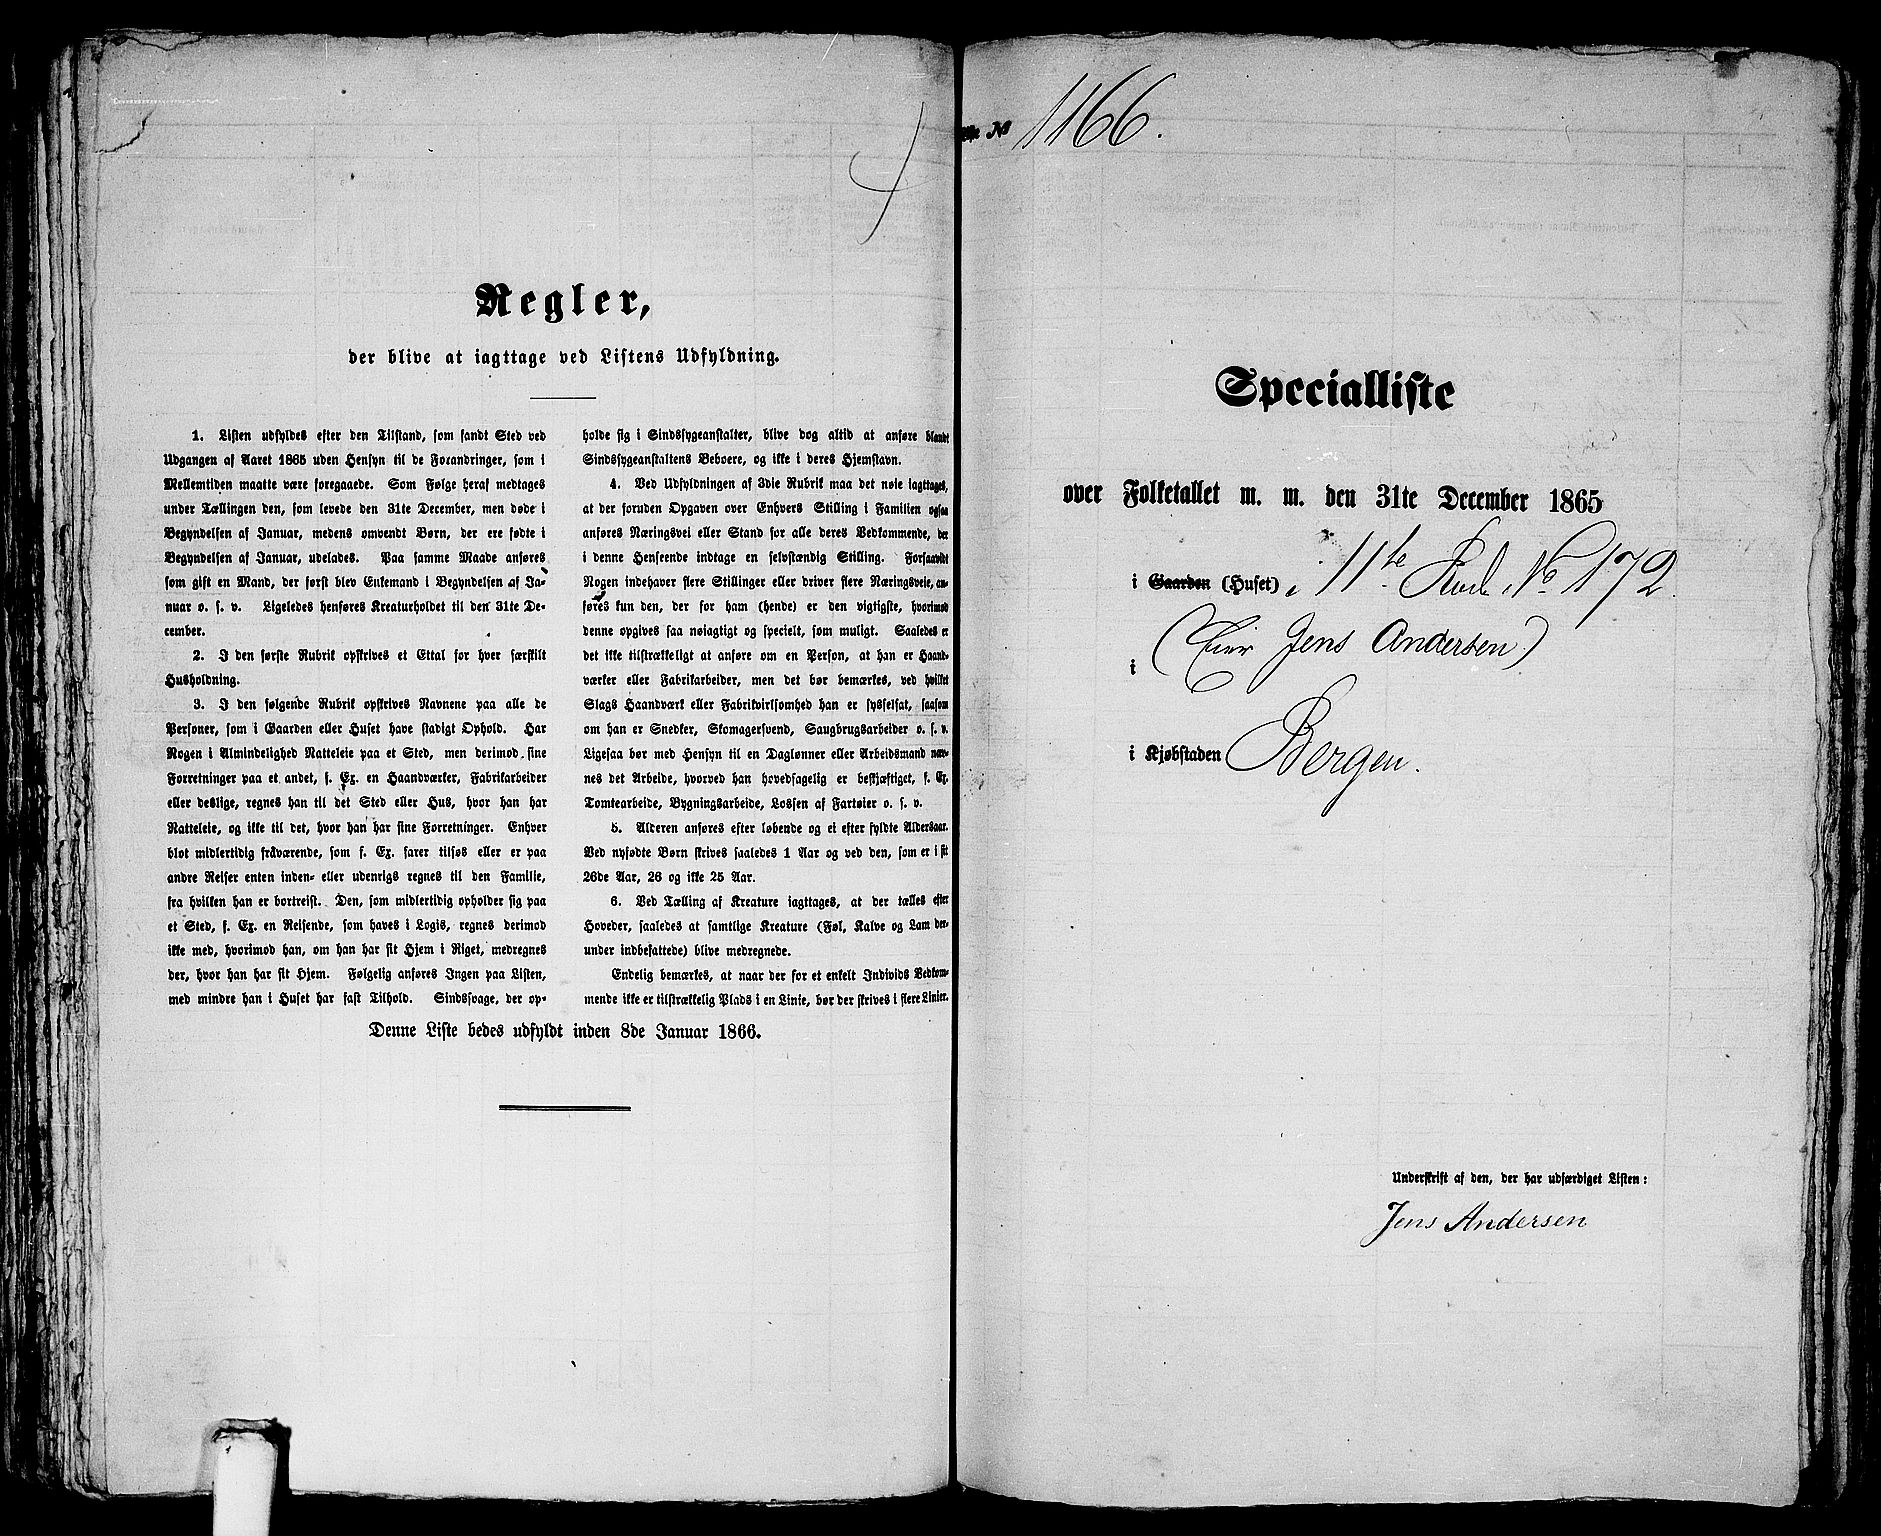 Regler,
der blive at iagttage ved Listens Udfyldning.
1. Listen udfyldes efter den Tilstand, som fandt Sted ved
Udgangen af Aaret 1865 uden Hensyn til de Forandringer, som i
Mellemtiden maatte være foregaaede. Som Følge heraf medtages
under Tællingen den, som levede den 31te December, men døde i
Begyndelsen af Januar, medens omvendt Børn, der ere fødte i
Begyndelsen af Januar, udelades. Paa samme Maade anføres
som gift en Mand, der først blev Enkemand i Begyndelsen af Ja-
nuar o. s. v. Ligeledes henføres Kreaturholdet til den 31te De-
cember.
2. I den første Rubrik opskrives et Ettal for hver særskilt
Husholdning.
3. I den følgende Rubrik opskrives Navnene paa alle de
Personer, som i Gaarden eller Huset have stadigt Ophold. Har
Nogen i Almindelighed Natteleie paa et Sted, men derimod sine
Forretninger paa et andet, f. Ex. en Haandværker, Fabrikarbeider
eller deslige, regnes han til det Sted eller Hus, hvor han har
Natteleie, og ikke til det, hvor han har sine Forretninger. Enhver
blot midlertidig fraværende, som f. Ex. farer tilsøs eller er paa
andre Reiser enten inden- eller udenrigs regnes til den Familie,
fra hvilken han er bortreist. Den, som midlertidig opholder sig paa
et Sted, f. Ex. en Reisende, som haves i Logis, regnes derimod
ikke med, hvorimod han, om han har sit Hjem i Riget, medregnes
der, hvor han har sit Hjem. Følgelig anføres Ingen paa Listen,
med mindre han i Huset har fast Tilhold. Sindssvage, der op-
holde sig i Sindssygeanstalter, blive dog altid at anføre blandt
Sindssygeanstaltens Beboere, og ikke i deres Hjemstavn.
4. Ved Udfyldningen af 3die Rubrik maa det nøie iagttages,
at der foruden Opgaven over Enhvers Stilling i Familien ogsaa
anføres Næringsvei eller Stand for alle deres Vedkommende, der
i denne Henseende indtage en selvstændig Stilling. Forsaavidt
Nogen indehaver flere Stillinger eller driver flere Næringsveie, an-
føres kun den, der for ham (hende) er den vigtigste, hvorimod
denne opgives saa nøiagtigt og specielt, som muligt. Saaledes er
det ikke tilstrækkeligt at anføre om en Person, at han er Haand-
værker eller Fabrikarbeider, men det bør bemærkes, ved hvilket
Slags Haandværk eller Fabrikvirksomhed han er sysselsat, saasom
om han er Snedker, Skomagersvend, Saugbrugsarbeider o. s. v.
Ligesaa bør med Hensyn til en Daglønner eller Arbeidsmand næv-
nes det Arbeide, hvorved han hovedsagelig er beskjæftiget, f. Ex.
Tomtearbeide, Bygningsarbeide, Lossen af Fartøier o. s. v.
5. Alderen anføres efter løbende og ei efter fyldte Aldersaar.
Ved nyfødte Børn skrives saaledes 1 Aar og ved den, som er i sit
26de Aar, 26 og ikke 25 Aar.
6. Ved Tælling af Kreature iagttages, at der tælles efter
Hoveder, saaledes at samtlige Kreature (Føl, Kalve og Lam der-
under indbefattede) blive medregnede.
Endelig bemærkes, at naar der for et enkelt Individs Vedkom-
mende ikke er tilstrækkelig Plads i en Linie, bør der skrives i flere Linier.
Denne Liste bedes udfyldt inden 8de Januar 1866.
No 1166.
Specialliste
over Folketallet m. m. den 31te December 1865
i Gaarden (Huset) i 11te Rod No 172
(Eier Jens Andersen)
i
i Kjøbstaden Bergen.
Underskrift af den, der har udfærdiget Listen:
Jens Andersen